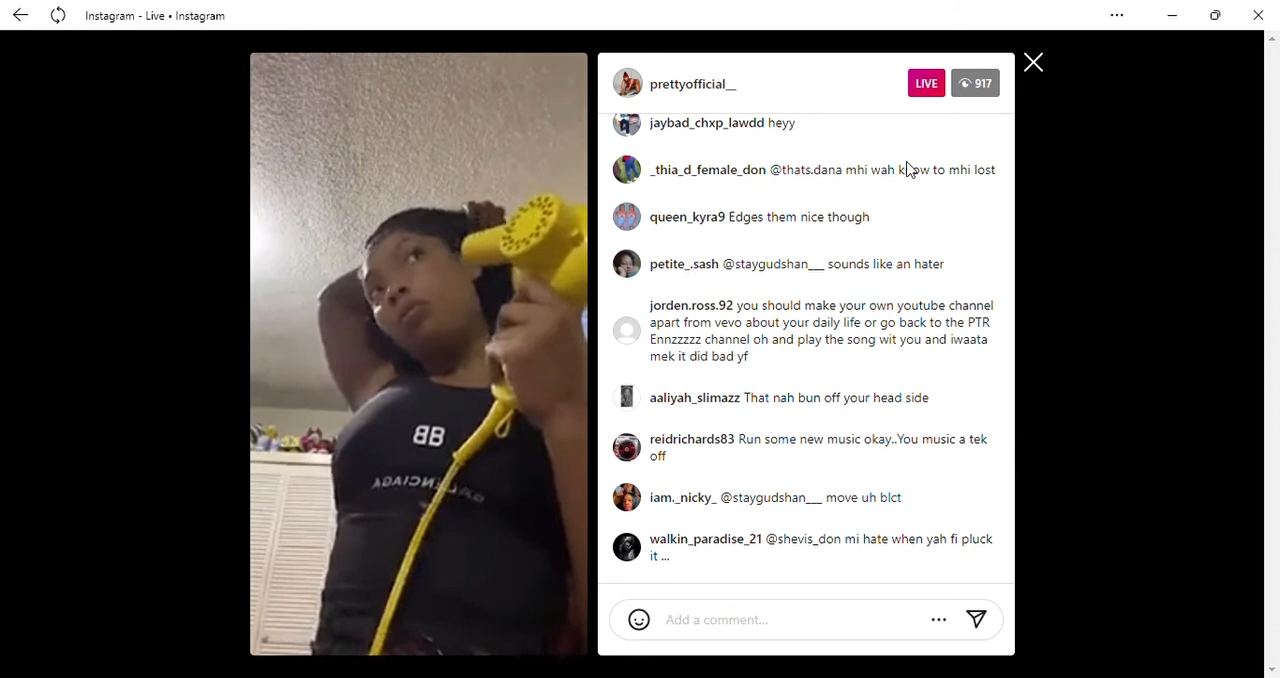 Instagram - Live • Instagram
prettyofficial__
LIVE
917
jaybad_chxp_lawdd heyy
_thia_d_female_don @thats.dana mhi wah know to mhi lost
queen_kyra9 Edges them nice though
petite_.sash @staygudshan___ sounds like an hater
jorden.ross.92 you should make your own youtube channel
apart from vevo about your daily life or go back to the PTR
Ennzzzzz channel oh and play the song wit you and iwaata
mek it did bad yf
aaliyah_slimazz That nah bun off your head side
reidrichards83 Run some new music okay..You music a tek
off
iam._nicky_ @staygudshan___ move uh blct
walkin_paradise_21 @shevis_don mi hate when yah fi pluck
it ...
Add a comment...
BB
BALENCIAGA